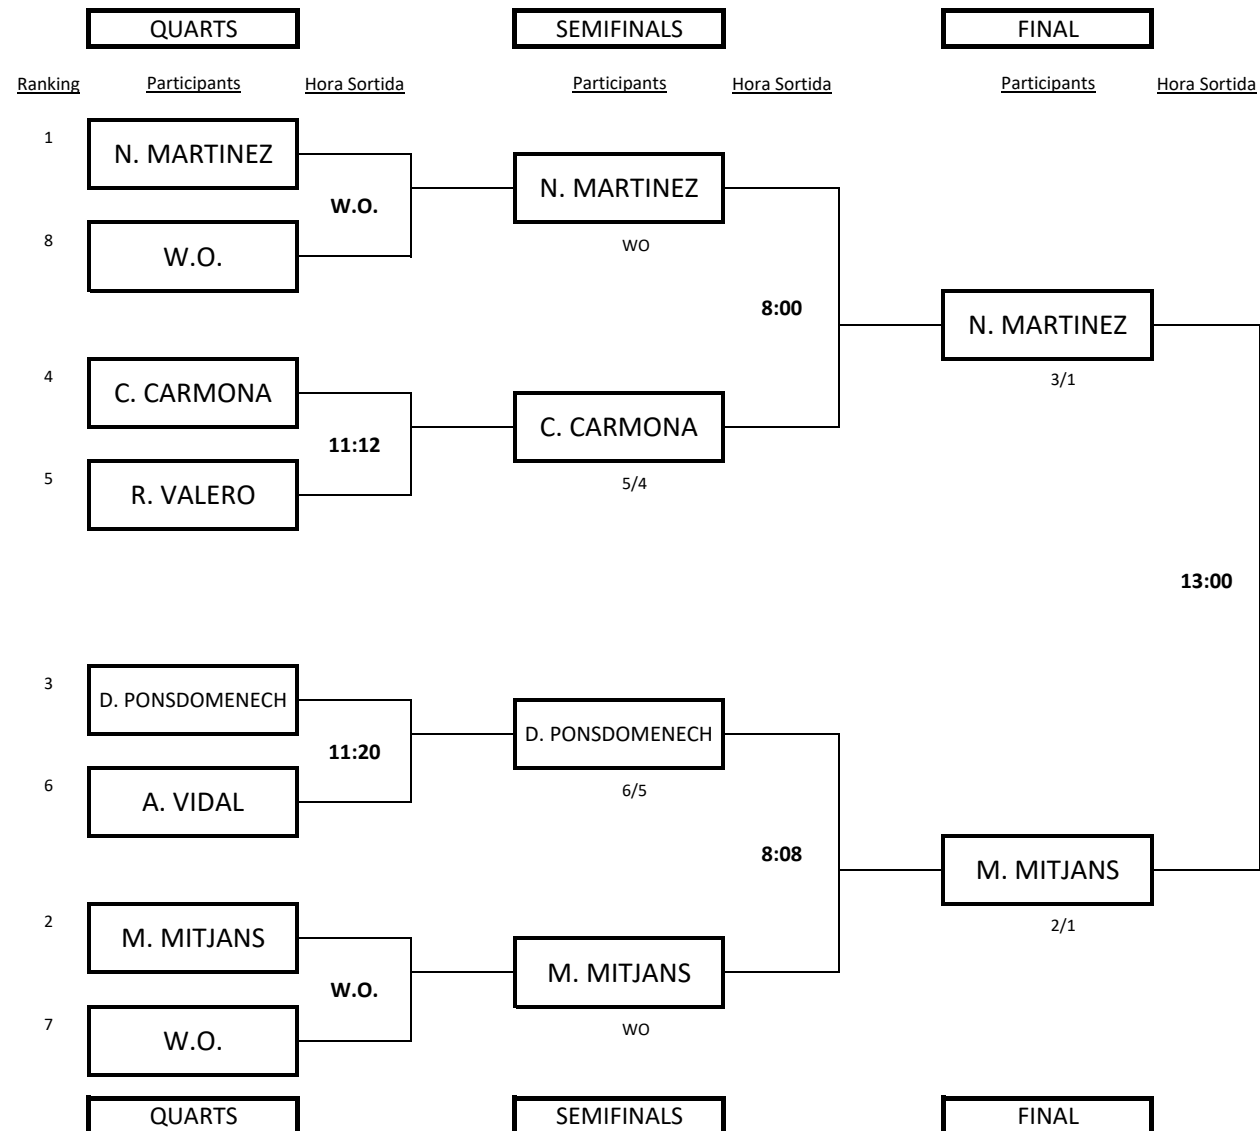 QUARTS SEMIFINALS FINAL
Ranking Participants Hora Sortida Participants Hora Sortida Participants Hora Sortida
1
N. MARTINEZ
W.O.
8
W.O.
N. MARTINEZ
WO
8:00
4
C. CARMONA
11:12
5
R. VALERO
C. CARMONA
5/4
N. MARTINEZ
3/1
13:00
3
D. PONSDOMENECH
11:20
6
A. VIDAL
D. PONSDOMENECH
6/5
8:08
2
M. MITJANS
W.O.
7
W.O.
M. MITJANS
WO
M. MITJANS
2/1
QUARTS SEMIFINALS FINAL